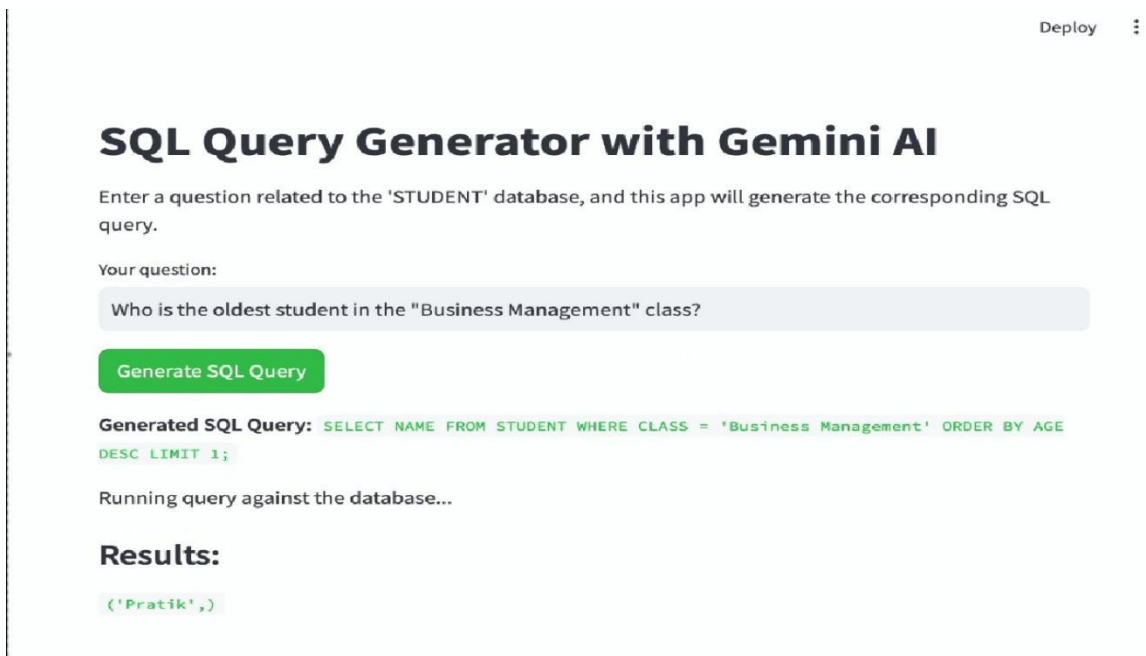 Deploy
SQL Query Generator with Gemini AI
Enter a question related to the 'STUDENT' database, and this app will generate the corresponding SQL
query.
Your question:
Who is the oldest student in the "Business Management" class?
Generate SQL Query
Generated SQL Query: SELECT NAME FROM STUDENT WHERE CLASS = 'Business Management' ORDER BY AGE
DESC LIMIT 1;
Running query against the database...
Results:
('Pratik',)